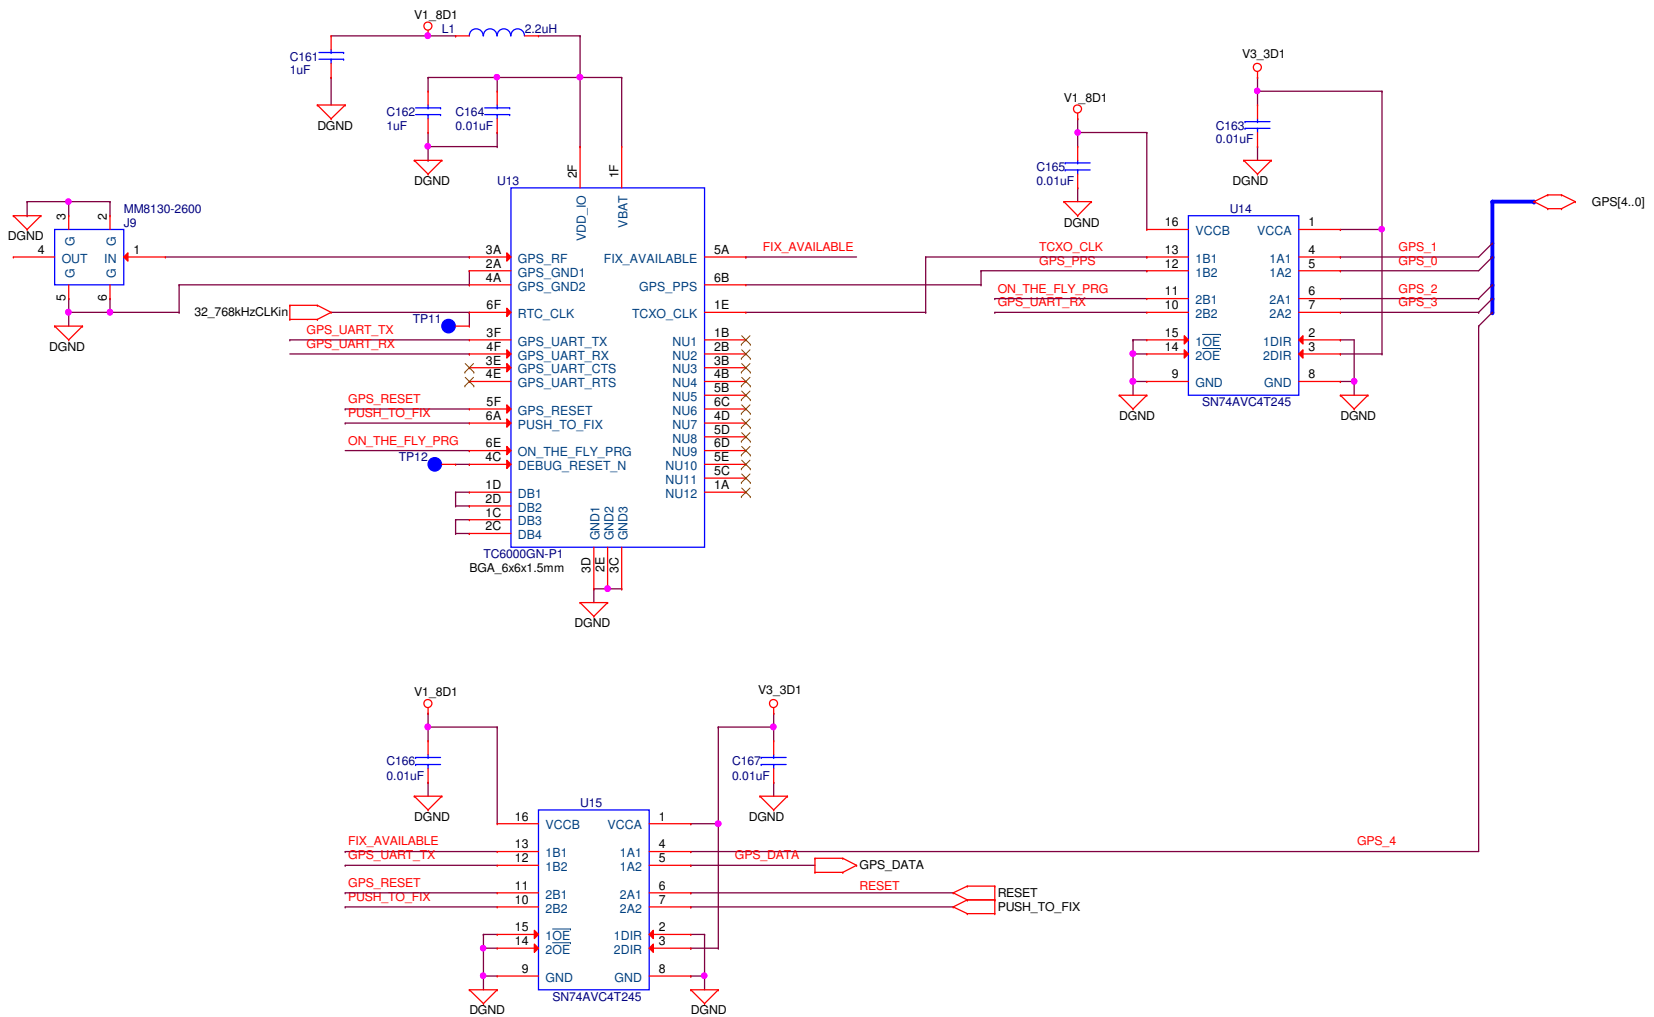 V1_8D1
L1
2.2uH
C161
1uF
DGND
C162
1uF
C164
0.01uF
DGND
V3_3D1
V1_8D1
C163
0.01uF
DGND
C165
0.01uF
DGND
MM8130-2600
J9
3
2
G
G
4
OUT
IN
1
G
G
5
6
DGND
DGND
32_768kHzCLKin
TP11
GPS_UART_TX
GPS_UART_RX
GPS_RESET
PUSH_TO_FIX
ON_THE_FLY_PRG
TP12
U13
2F
1F
VDD_IO
VBAT
3A GPS_RF
2A GPS_GND1
4A GPS_GND2
6F RTC_CLK
3F GPS_UART_TX
4F GPS_UART_RX
3E GPS_UART_CTS
4E GPS_UART_RTS
5F GPS_RESET
6A PUSH_TO_FIX
6E ON_THE_FLY_PRG
4C DEBUG_RESET_N
1D DB1
2D DB2
1C DB3
2C DB4
FIX_AVAILABLE 5A FIX_AVAILABLE
GPS_PPS 6B
TCXO_CLK 1E
NU1 1B
NU2 2B
NU3 3B
NU4 4B
NU5 5B
NU6 6C
NU7 4D
NU8 5D
NU9 6D
NU10 5E
NU11 5C
NU12 1A
GND1
GND2
GND3
3D
2E
3C
TC6000GN-P1
BGA_6x6x1.5mm
DGND
U14
16 VCCB VCCA 1
TCXO_CLK 13 1B1 1A1 4 GPS_1
GPS_PPS 12 1B2 1A2 5 GPS_0
ON_THE_FLY_PRG 11 2B1 2A1 6 GPS_2
GPS_UART_RX 10 2B2 2A2 7 GPS_3
15 1OE 1DIR 2
14 2OE 2DIR 3
9 GND GND 8
SN74AVC4T245
DGND
DGND
GPS[4..0]
V1_8D1
V3_3D1
C166
0.01uF
DGND
C167
0.01uF
DGND
U15
16 VCCB VCCA 1
FIX_AVAILABLE 13 1B1 1A1 4 GPS_4
GPS_UART_TX 12 1B2 1A2 5 GPS_DATA GPS_DATA
GPS_RESET 11 2B1 2A1 6 RESET RESET
PUSH_TO_FIX 10 2B2 2A2 7 PUSH_TO_FIX
15 1OE 1DIR 2
14 2OE 2DIR 3
9 GND GND 8
SN74AVC4T245
DGND
DGND